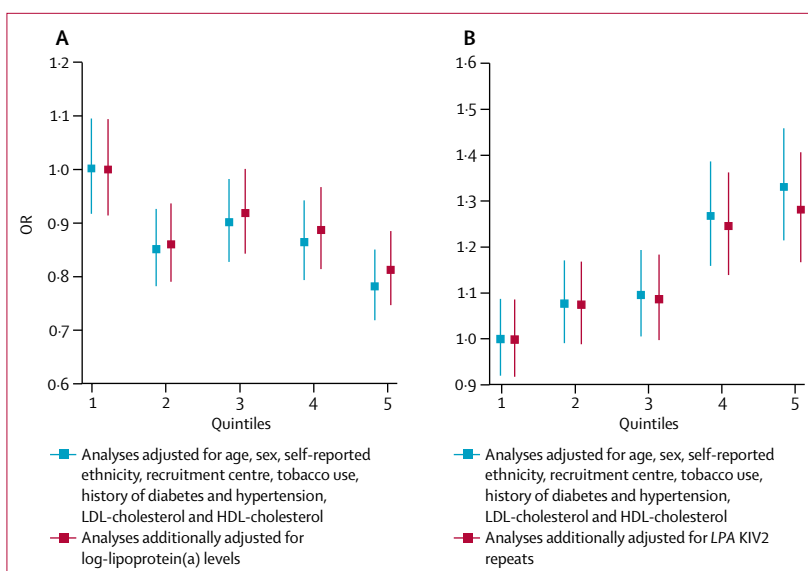 A
1·2
1·1
1·0
0·9
0·8
0·7
0·6
OR
1 2 3 4 5
Quintiles
Analyses adjusted for age, sex, self-reported
ethnicity, recruitment centre, tobacco use,
history of diabetes and hypertension,
LDL-cholesterol and HDL-cholesterol
Analyses additionally adjusted for
log-lipoprotein(a) levels
B
1·6
1·5
1·4
1·3
1·2
1·1
1·0
0·9
1 2 3 4 5
Quintiles
Analyses adjusted for age, sex, self-reported
ethnicity, recruitment centre, tobacco use,
history of diabetes and hypertension,
LDL-cholesterol and HDL-cholesterol
Analyses additionally adjusted for LPA KIV2
repeats